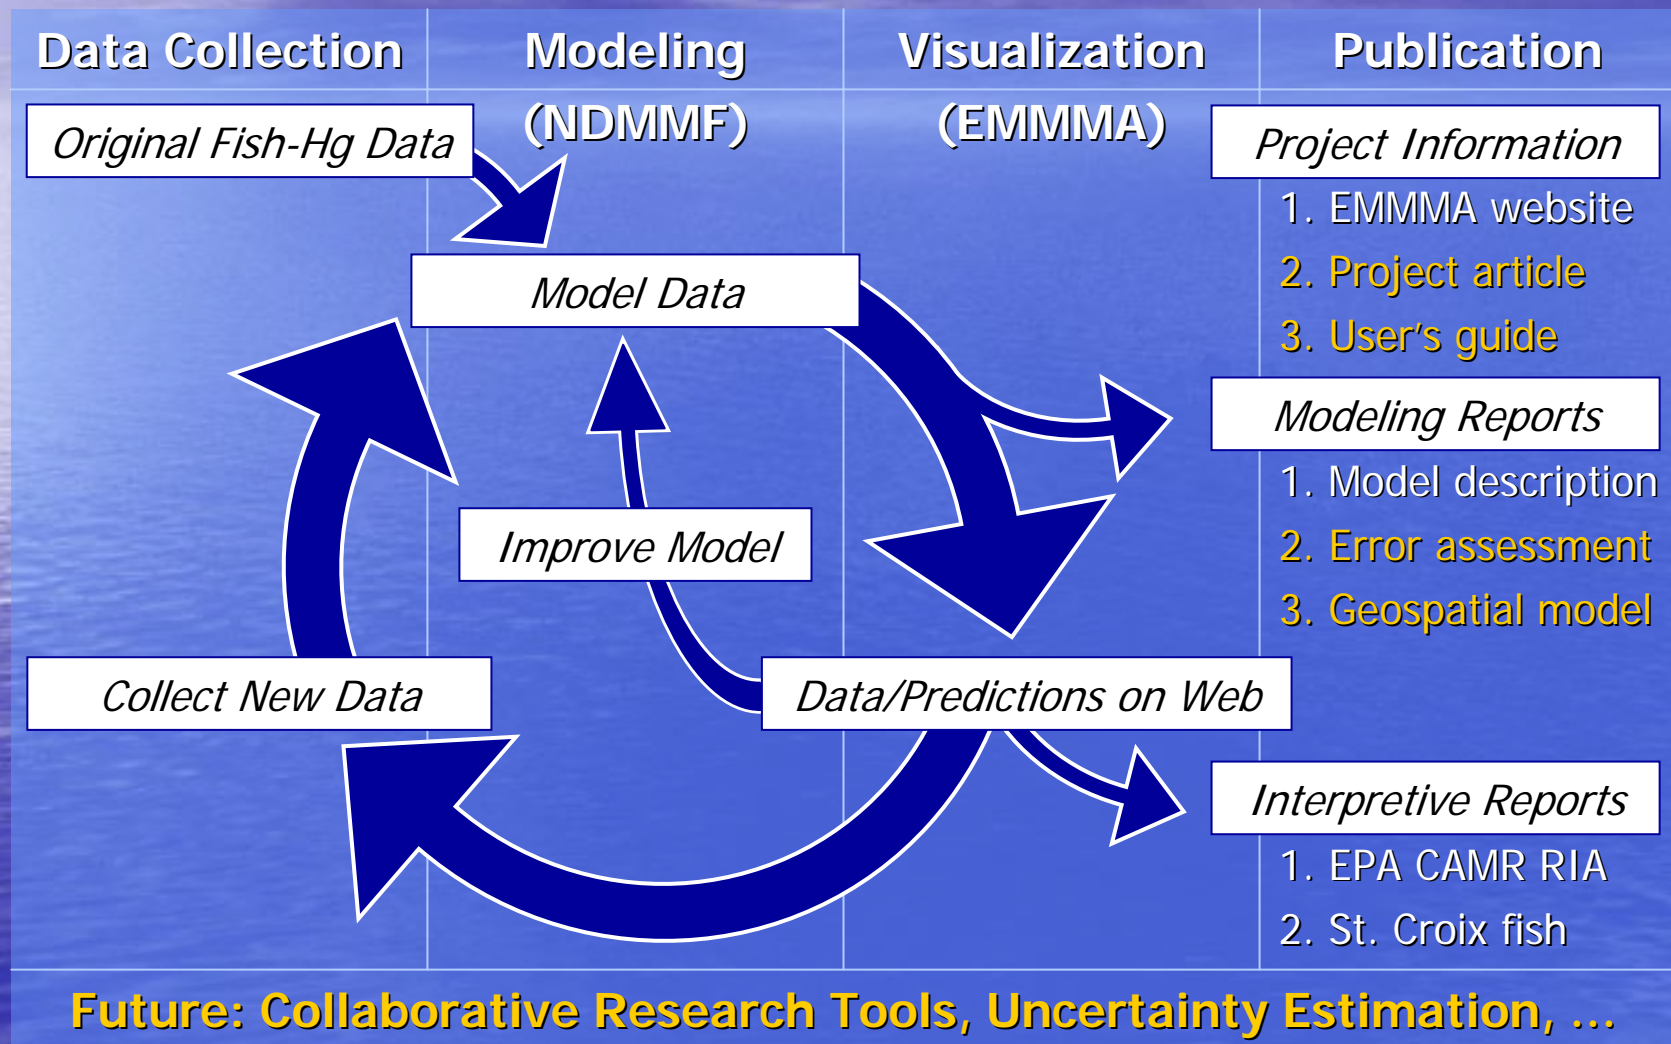 Data Collection
Modeling
(NDMMF)
Visualization
(EMMMA)
Publication
Original Fish-Hg Data
Model Data
Improve Model
Collect New Data
Data/Predictions on Web
Project Information
1. EMMMA website
2. Project article
3. User's guide
Modeling Reports
1. Model description
2. Error assessment
3. Geospatial model
Interpretive Reports
1. EPA CAMR RIA
2. St. Croix fish
Future: Collaborative Research Tools, Uncertainty Estimation, ...